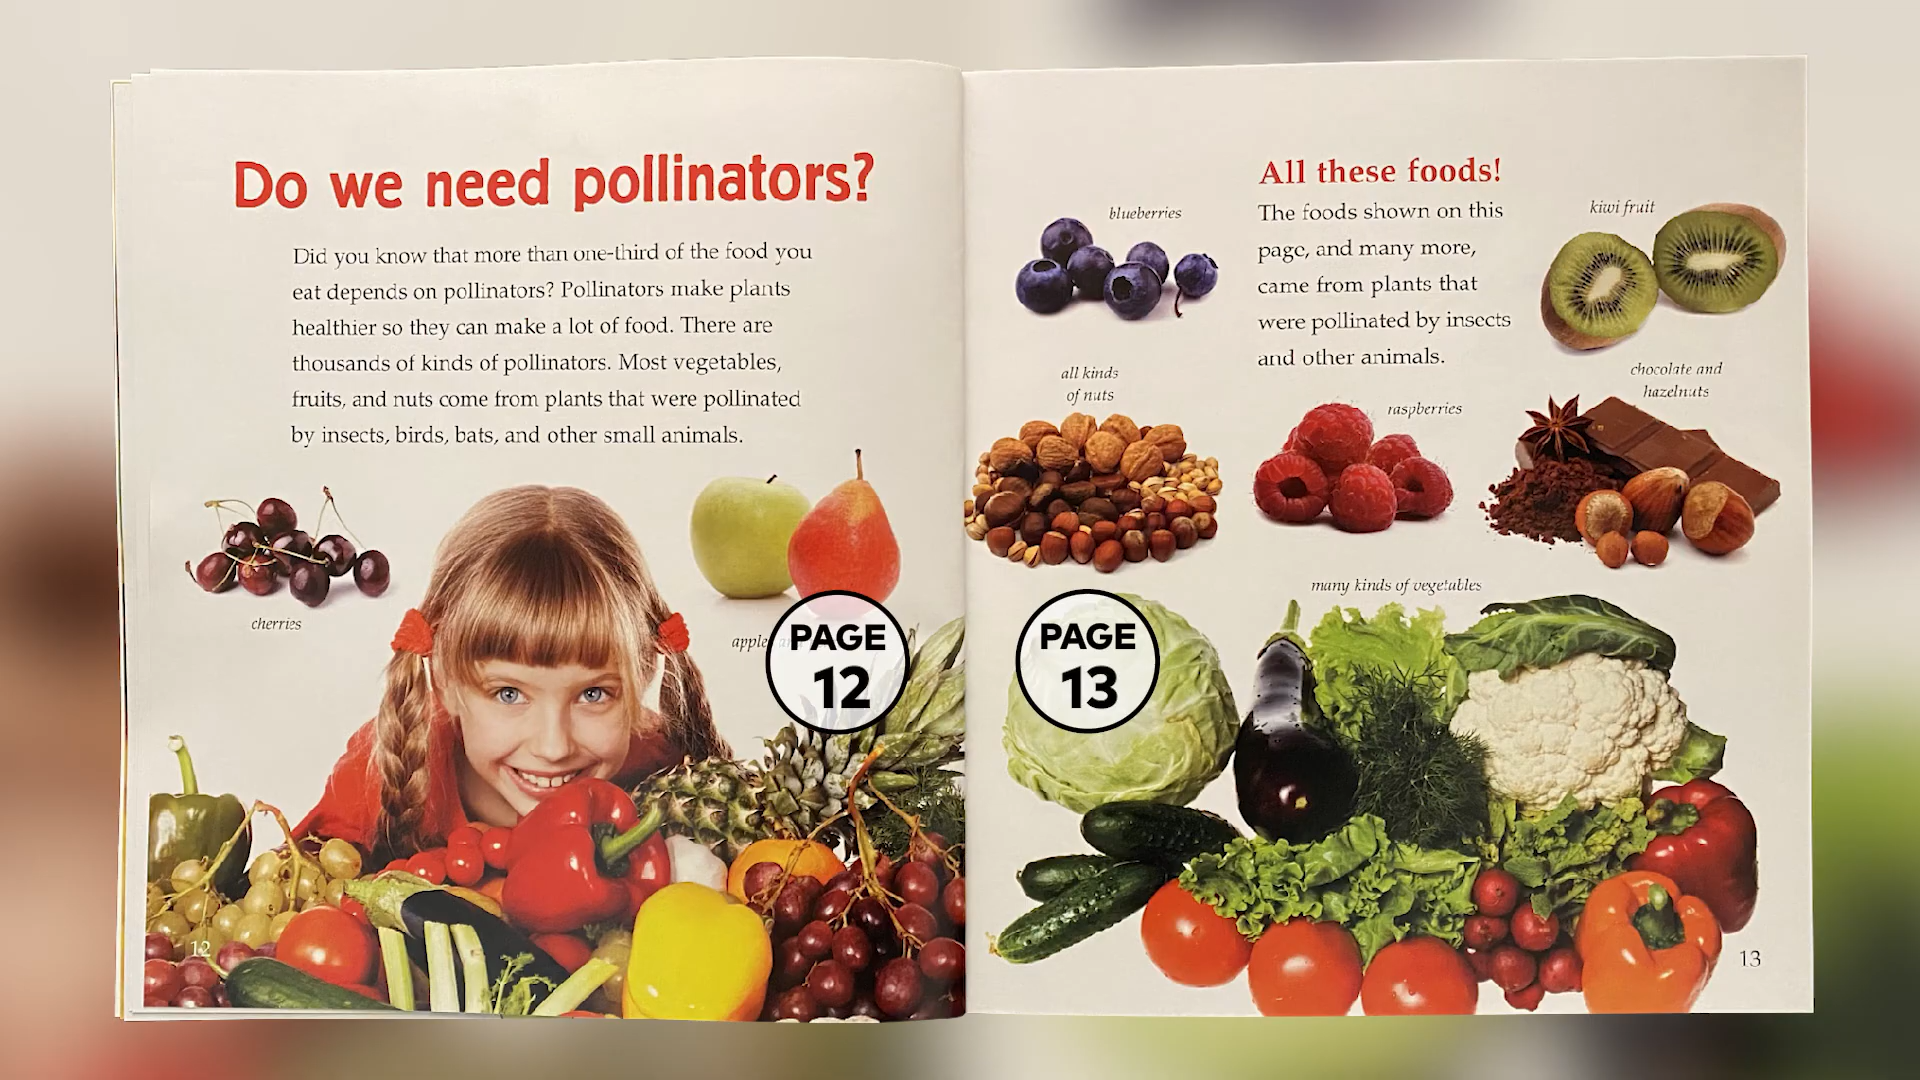 Do we need pollinators?
Did you know that more than one-third of the food you
eat depends on pollinators? Pollinators make plants
healthier so they can make a lot of food. There are
thousands of kinds of pollinators. Most vegetables,
fruits, and nuts come from plants that were pollinated
by insects, birds, bats, and other small animals.
cherries
apple
PAGE
12
12
All these foods!
The foods shown on this
page, and many more,
came from plants that
were pollinated by insects
and other animals.
blueberries
kiwi fruit
all kinds
of nuts
raspberries
chocolate and
hazelnuts
many kinds of vegetables
PAGE
13
13